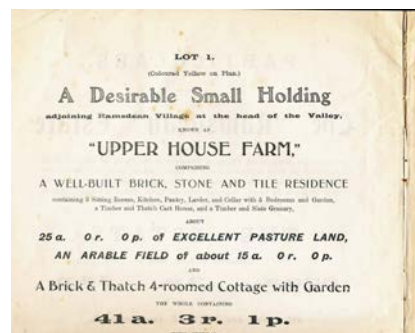 LOT 1.
(Coloured Yellow on Plan.)
A Desirable Small Holding
adjoining Ramsdean Village at the head of the Valley,
KNOWN AS
"UPPER HOUSE FARM,"
COMPRISING
A WELL-BUILT BRICK, STONE AND TILE RESIDENCE
containing 2 Sitting Rooms, Kitchen, Pantry, Larder, and Cellar with 5 Bedrooms and Garden,
a Timber and Thatch Cart House, and a Timber and Slate Granary,
ABOUT
25 a. 0 r. 0 p. of EXCELLENT PASTURE LAND,
AN ARABLE FIELD of about 15 a. 0 r. 0 p.
AND
A Brick & Thatch 4-roomed Cottage with Garden
THE WHOLE CONTAINING
41 a. 3 r. 1 p.